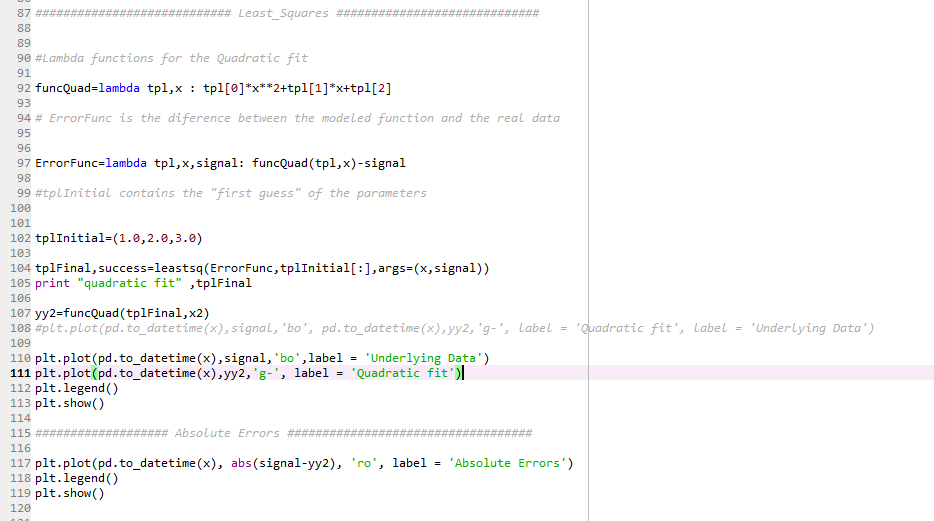 87 ############################ Least_Squares #############################
88
89
90 #Lambda functions for the Quadratic fit
91
92 funcQuad=lambda tpl,x : tpl[0]*x**2+tpl[1]*x+tpl[2]
93
94 # ErrorFunc is the diference between the modeled function and the real data
95
96
97 ErrorFunc=lambda tpl,x,signal: funcQuad(tpl,x)-signal
98
99 #tplInitial contains the "first guess" of the parameters
100
101
102 tplInitial=(1.0,2.0,3.0)
103
104 tplFinal,success=leastsq(ErrorFunc,tplInitial[:],args=(x,signal))
105 print "quadratic fit" ,tplFinal
106
107 yy2=funcQuad(tplFinal,x2)
108 #plt.plot(pd.to_datetime(x),signal,'bo', pd.to_datetime(x),yy2,'g-', label = 'Quadratic fit', label = 'Underlying Data')
109
110 plt.plot(pd.to_datetime(x),signal,'bo',label = 'Underlying Data')
111 plt.plot(pd.to_datetime(x),yy2,'g-', label = 'Quadratic fit')
112 plt.legend()
113 plt.show()
114
115 ################### Absolute Errors ###################################
116
117 plt.plot(pd.to_datetime(x), abs(signal-yy2), 'ro', label = 'Absolute Errors')
118 plt.legend()
119 plt.show()
120